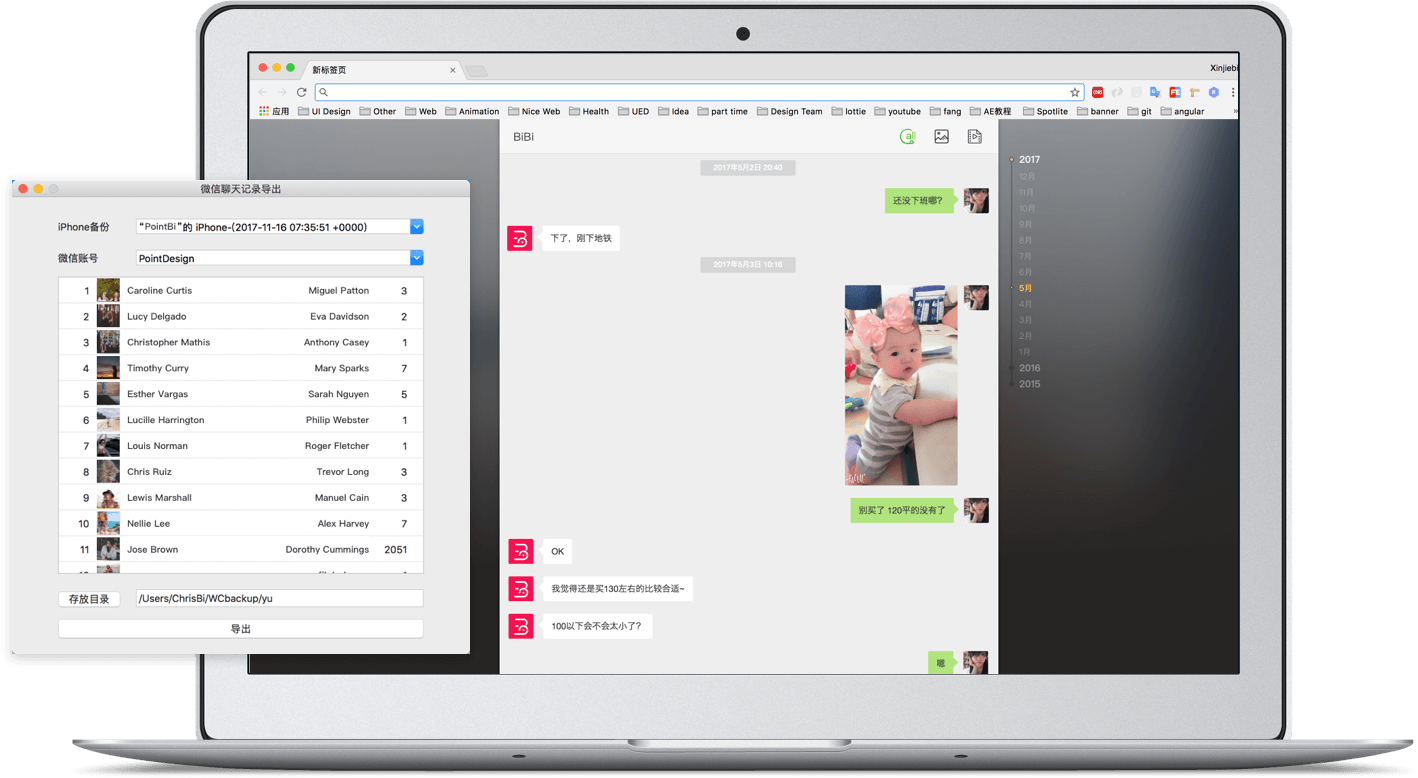 新标签页
Xinjiebi
应用 UI Design Other Web Animation Nice Web Health UED Idea part time Design Team lottie youtube fang AE教程 Spotlite banner git angular »
BiBi
all
2017年5月2日 20:40
还没下班哪?
下了，刚下地铁
2017年5月3日 10:16
别买了 120平的没有了
OK
我觉得还是买130左右的比较合适~
100以下会不会太小了?
嗯
2017
12月
11月
10月
9月
8月
7月
6月
5月
4月
3月
2月
1月
2016
2015
微信聊天记录导出
iPhone备份 “PointBi”的 iPhone-(2017-11-16 07:35:51 +0000)
微信账号 PointDesign
1 Caroline Curtis Miguel Patton 3
2 Lucy Delgado Eva Davidson 2
3 Christopher Mathis Anthony Casey 1
4 Timothy Curry Mary Sparks 7
5 Esther Vargas Sarah Nguyen 5
6 Lucille Harrington Philip Webster 1
7 Louis Norman Roger Fletcher 1
8 Chris Ruiz Trevor Long 3
9 Lewis Marshall Manuel Cain 3
10 Nellie Lee Alex Harvey 7
11 Jose Brown Dorothy Cummings 2051
存放目录 /Users/ChrisBi/WCbackup/yu
导出